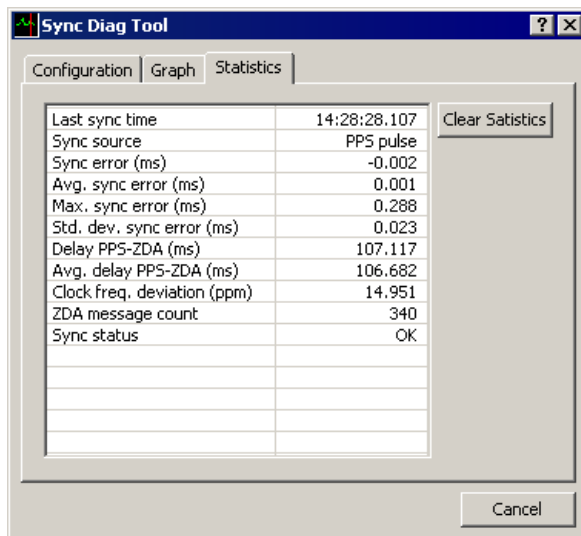 Sync Diag Tool
Configuration Graph Statistics
Last sync time 14:28:28.107
Clear Satistics
Sync source PPS pulse
Sync error (ms) -0.002
Avg. sync error (ms) 0.001
Max. sync error (ms) 0.288
Std. dev. sync error (ms) 0.023
Delay PPS-ZDA (ms) 107.117
Avg. delay PPS-ZDA (ms) 106.682
Clock freq. deviation (ppm) 14.951
ZDA message count 340
Sync status OK
Cancel